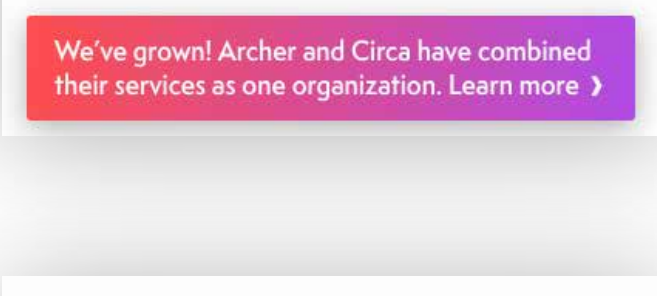 We've grown! Archer and Circa have combined
their services as one organization. Learn more ❯